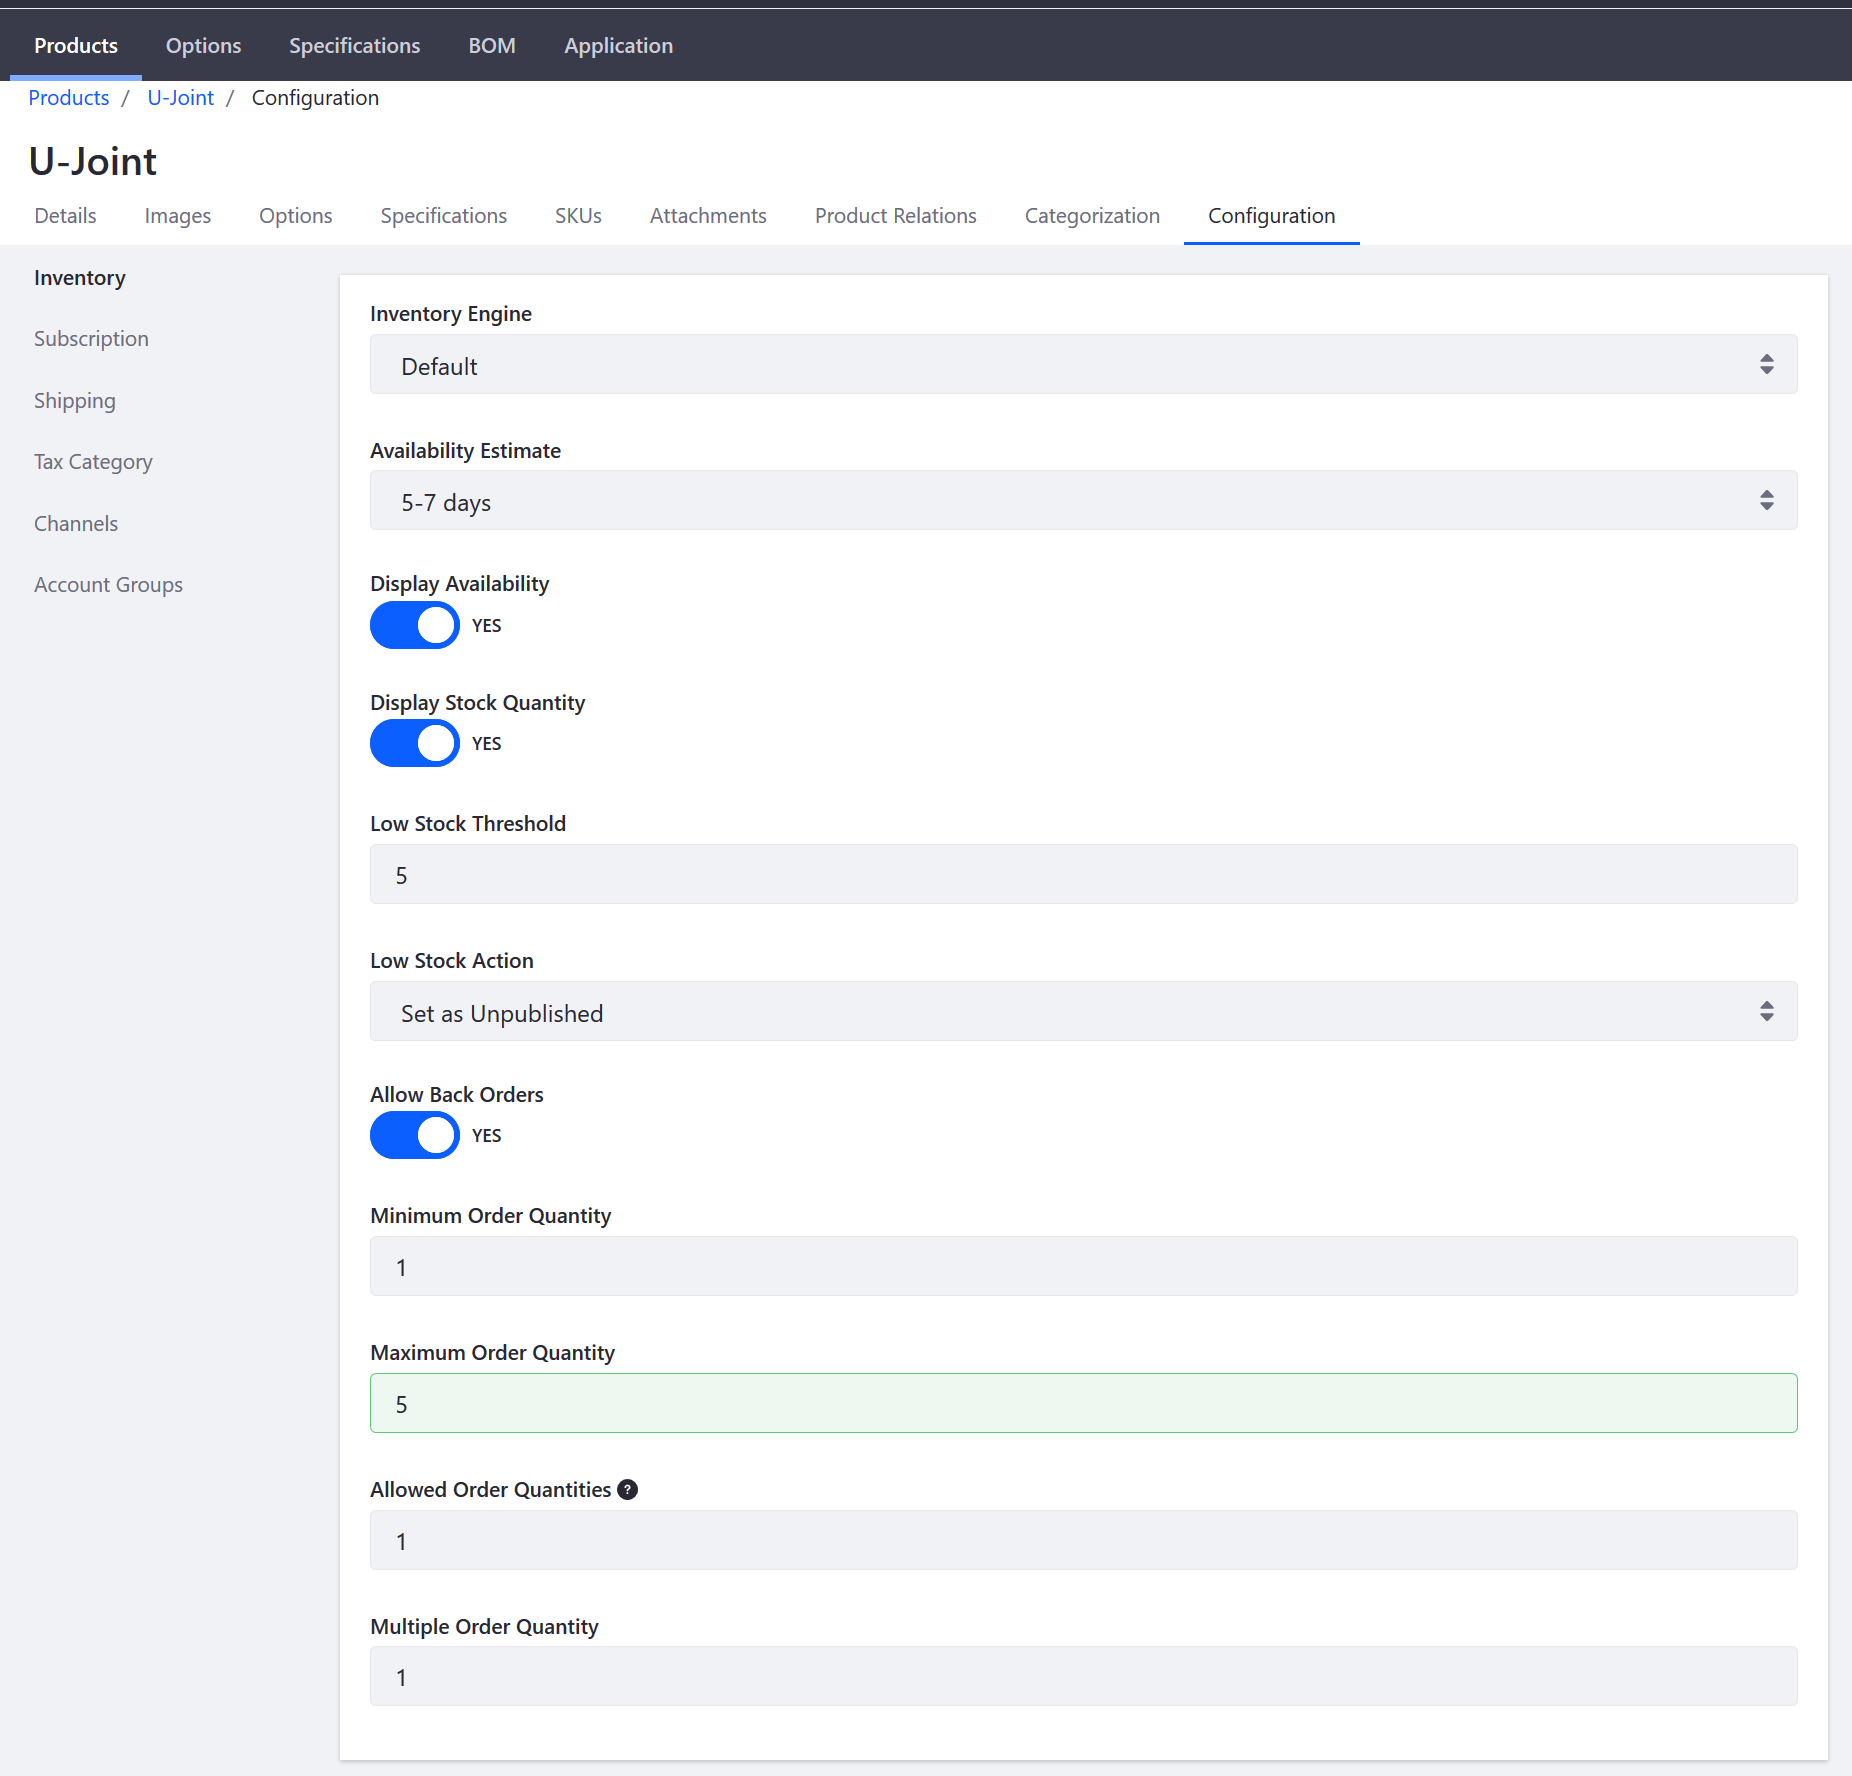 Products Options Specifications BOM Application
Products / U-Joint / Configuration
U-Joint
Details Images Options Specifications SKUs Attachments Product Relations Categorization Configuration
Inventory
Subscription
Shipping
Tax Category
Channels
Account Groups
Inventory Engine
Default
Availability Estimate
5-7 days
Display Availability
YES
Display Stock Quantity
YES
Low Stock Threshold
5
Low Stock Action
Set as Unpublished
Allow Back Orders
YES
Minimum Order Quantity
1
Maximum Order Quantity
5
Allowed Order Quantities ?
1
Multiple Order Quantity
1